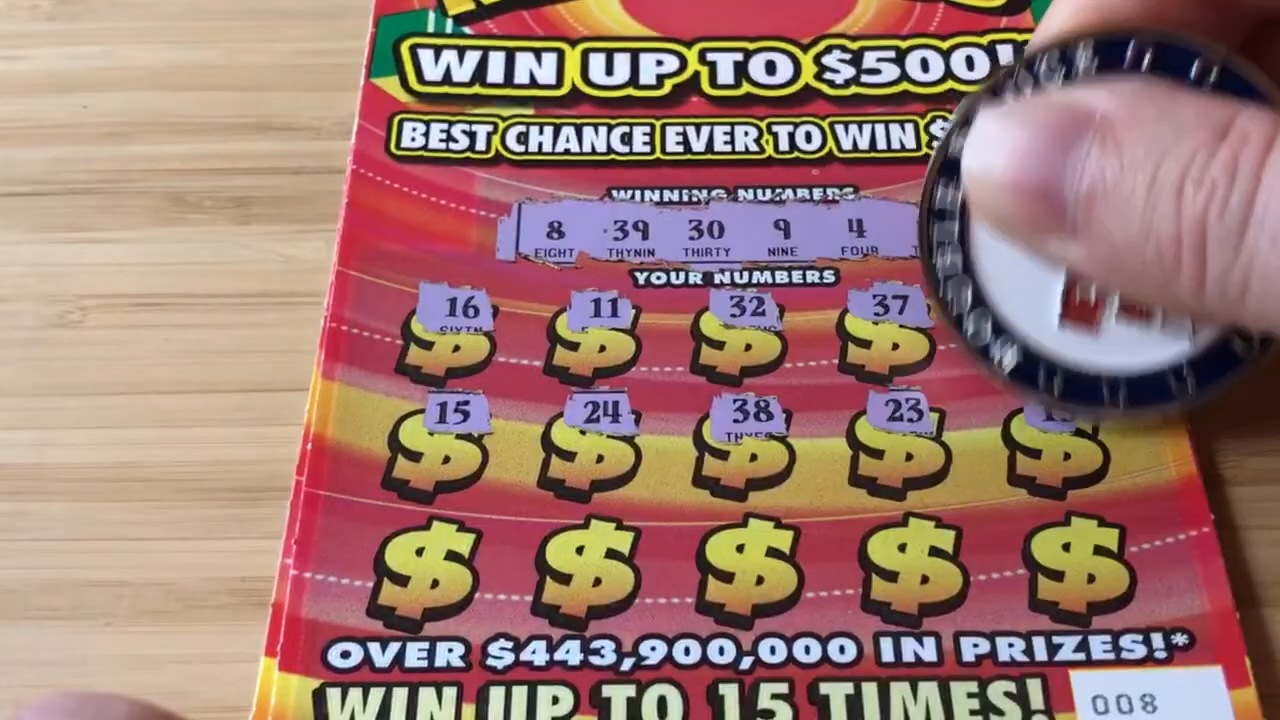 WIN UP TO $500!
BEST CHANCE EVER TO WIN $
WINNING NUMBERS
8 39 30 9 4
EIGHT THYNIN THIRTY NINE FOUR
YOUR NUMBERS
16 11 32 37
SIXTN
15 24 38 23
$ $ $ $
$ $ $ $ $
$ $ $ $ $
OVER $443,900,000 IN PRIZES!*
WIN UP TO 15 TIMES!
008